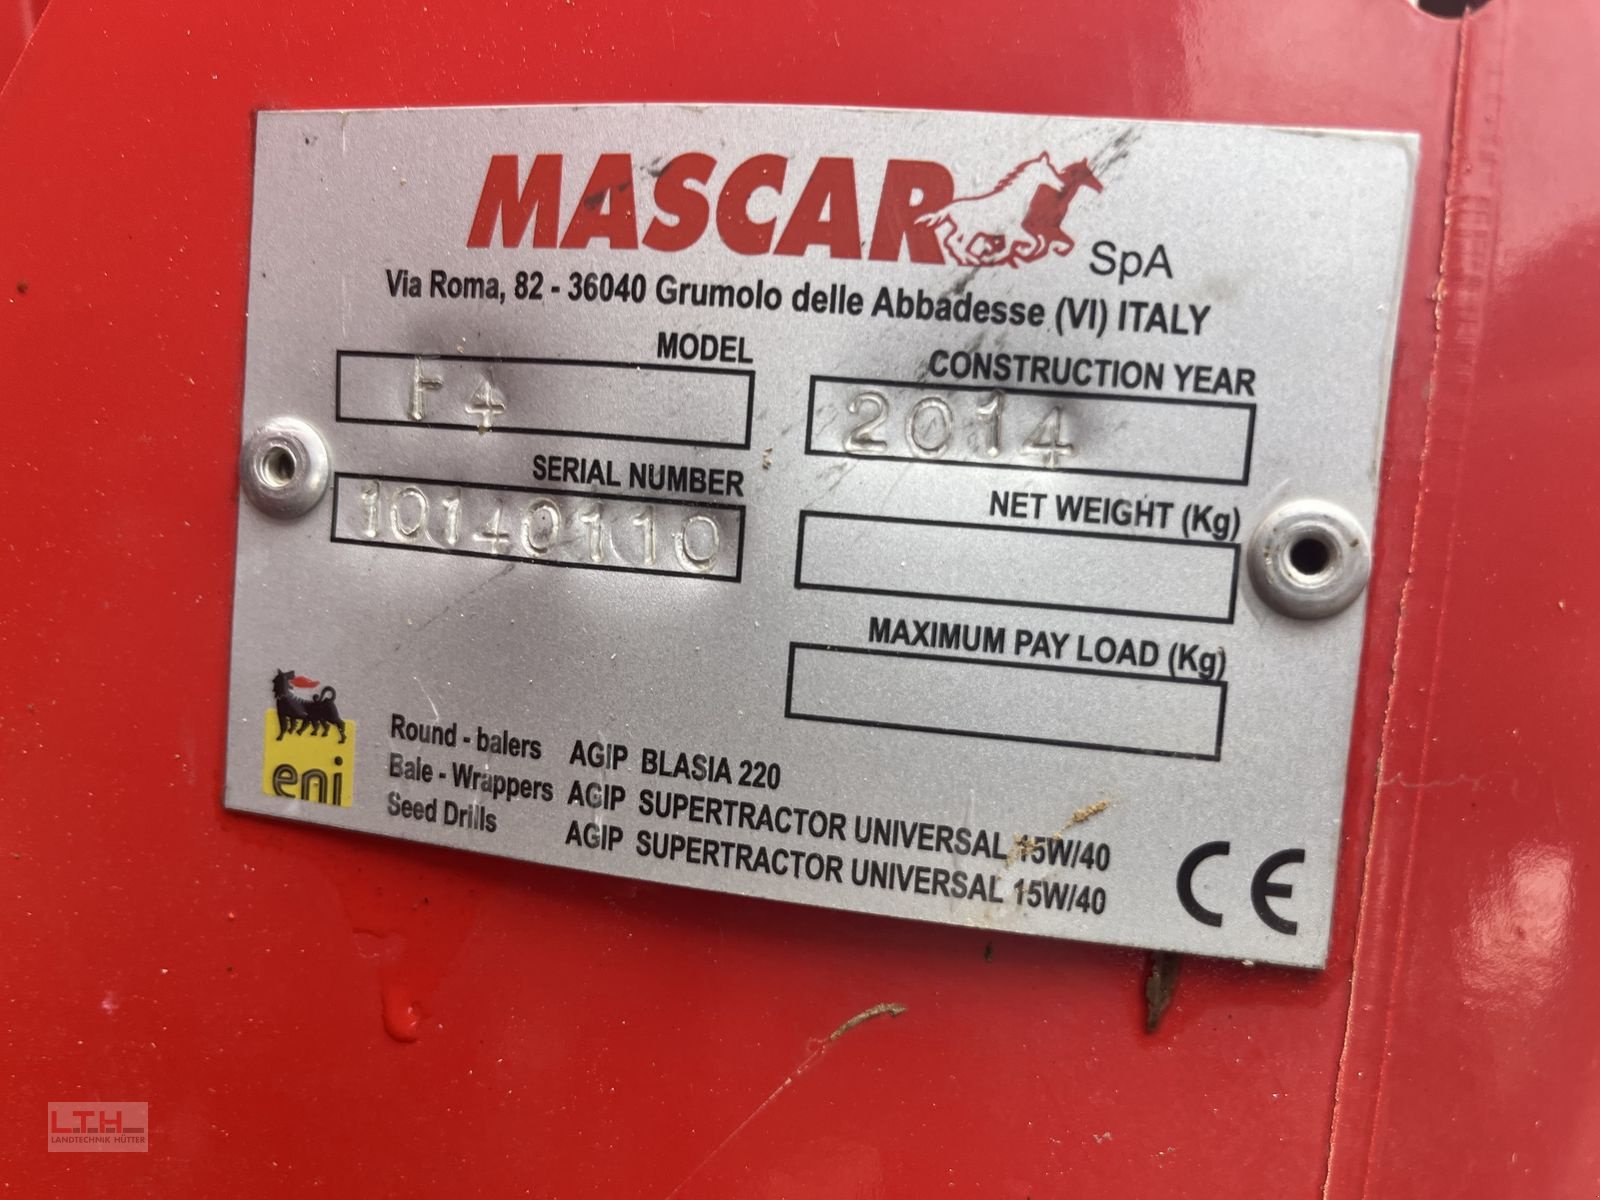 MASCAR SpA
Via Roma, 82 - 36040 Grumolo delle Abbadesse (VI) ITALY
MODEL
F4
CONSTRUCTION YEAR
2014
SERIAL NUMBER
10140110
NET WEIGHT (Kg)
MAXIMUM PAY LOAD (Kg)
eni
Round - balers AGIP BLASIA 220
Bale - Wrappers AGIP SUPERTRACTOR UNIVERSAL 15W/40
Seed Drills AGIP SUPERTRACTOR UNIVERSAL 15W/40
CE
L.T.H.
LANDTECHNIK HÜTTER